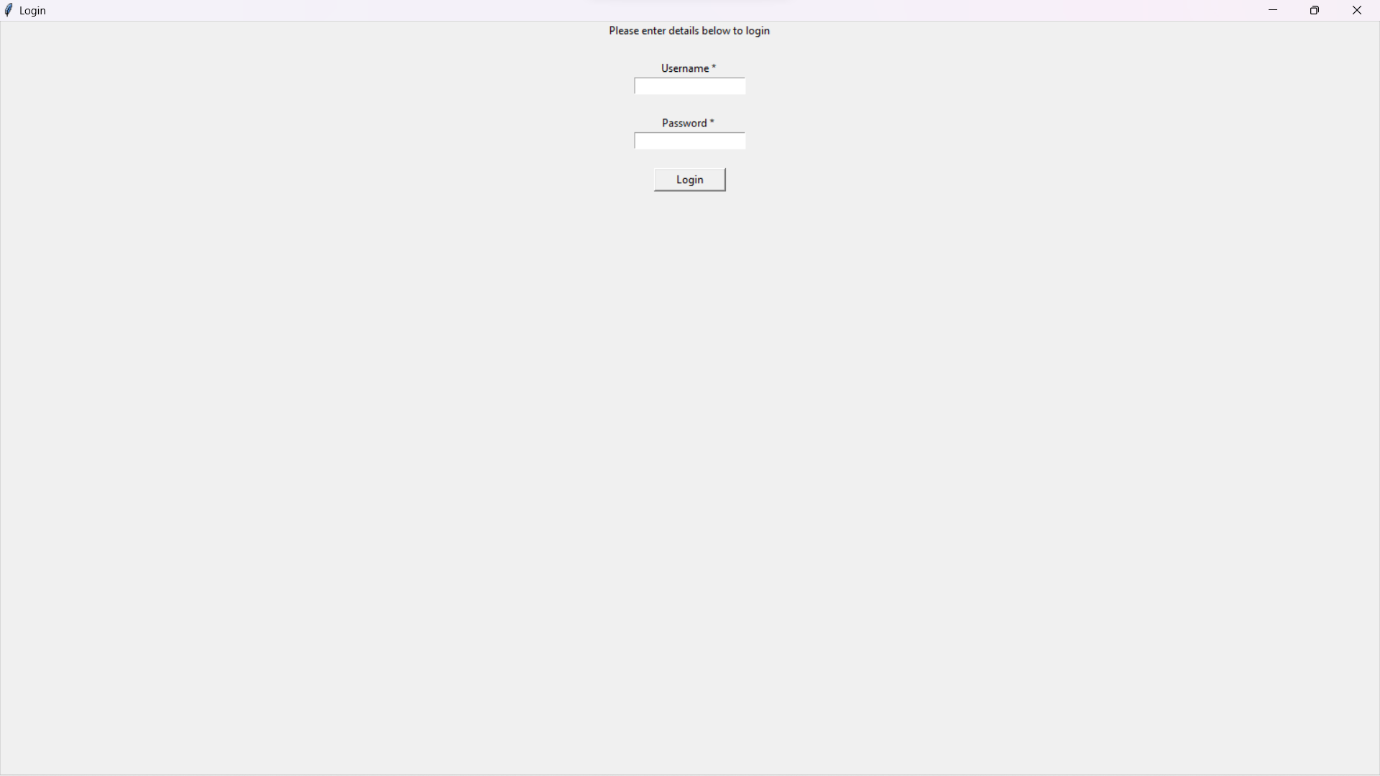 Login
Please enter details below to login
Username *
Password *
Login